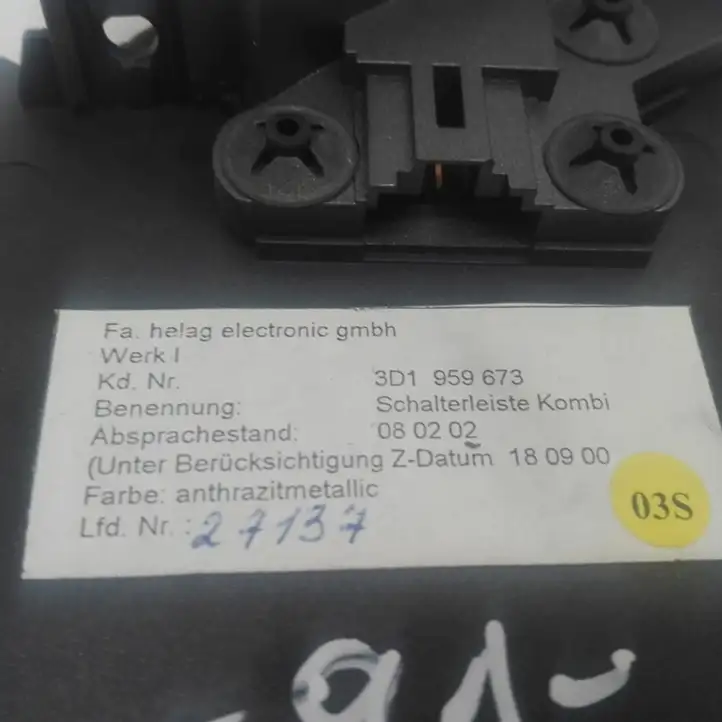 Fa. helag electronic gmbh
Werk I
Kd. Nr. 3D1 959 673
Benennung: Schalterleiste Kombi
Absprachestand: 08 02 02
(Unter Berücksichtigung Z-Datum 18 09 00
Farbe: anthrazitmetallic
Lfd. Nr. : 27137
03S